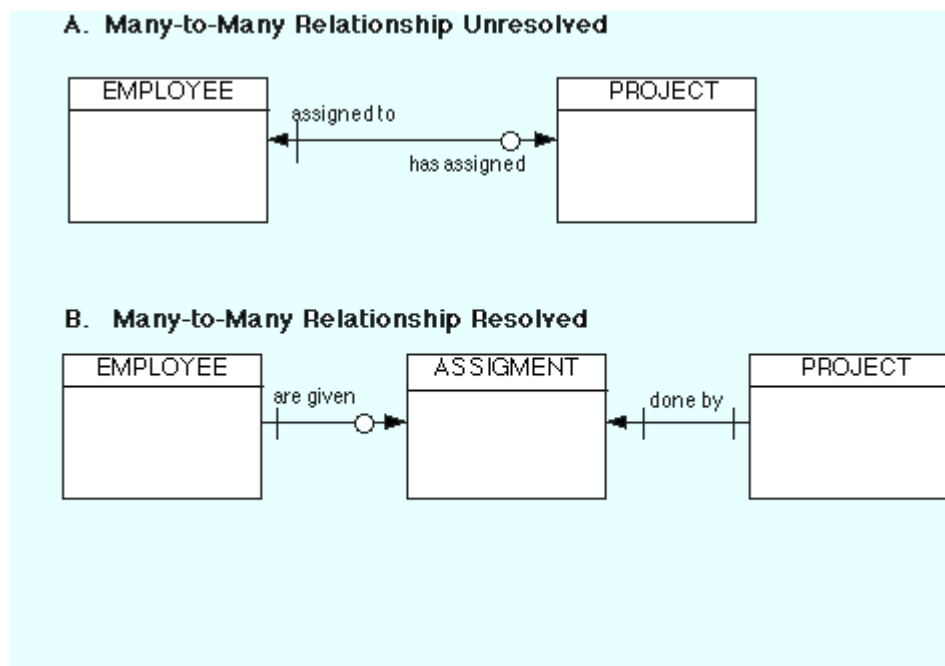 A. Many-to-Many Relationship Unresolved
EMPLOYEE
PROJECT
assigned to
has assigned
B. Many-to-Many Relationship Resolved
EMPLOYEE
ASSIGMENT
PROJECT
are given
done by